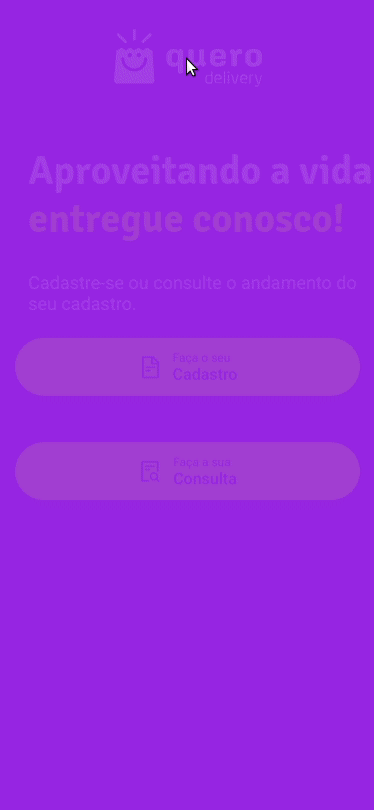 quero
delivery
Aproveitando a vida
entregue conosco!
Cadastre-se ou consulte o andamento do
seu cadastro.
Faça o seu
Cadastro
Faça a sua
Consulta